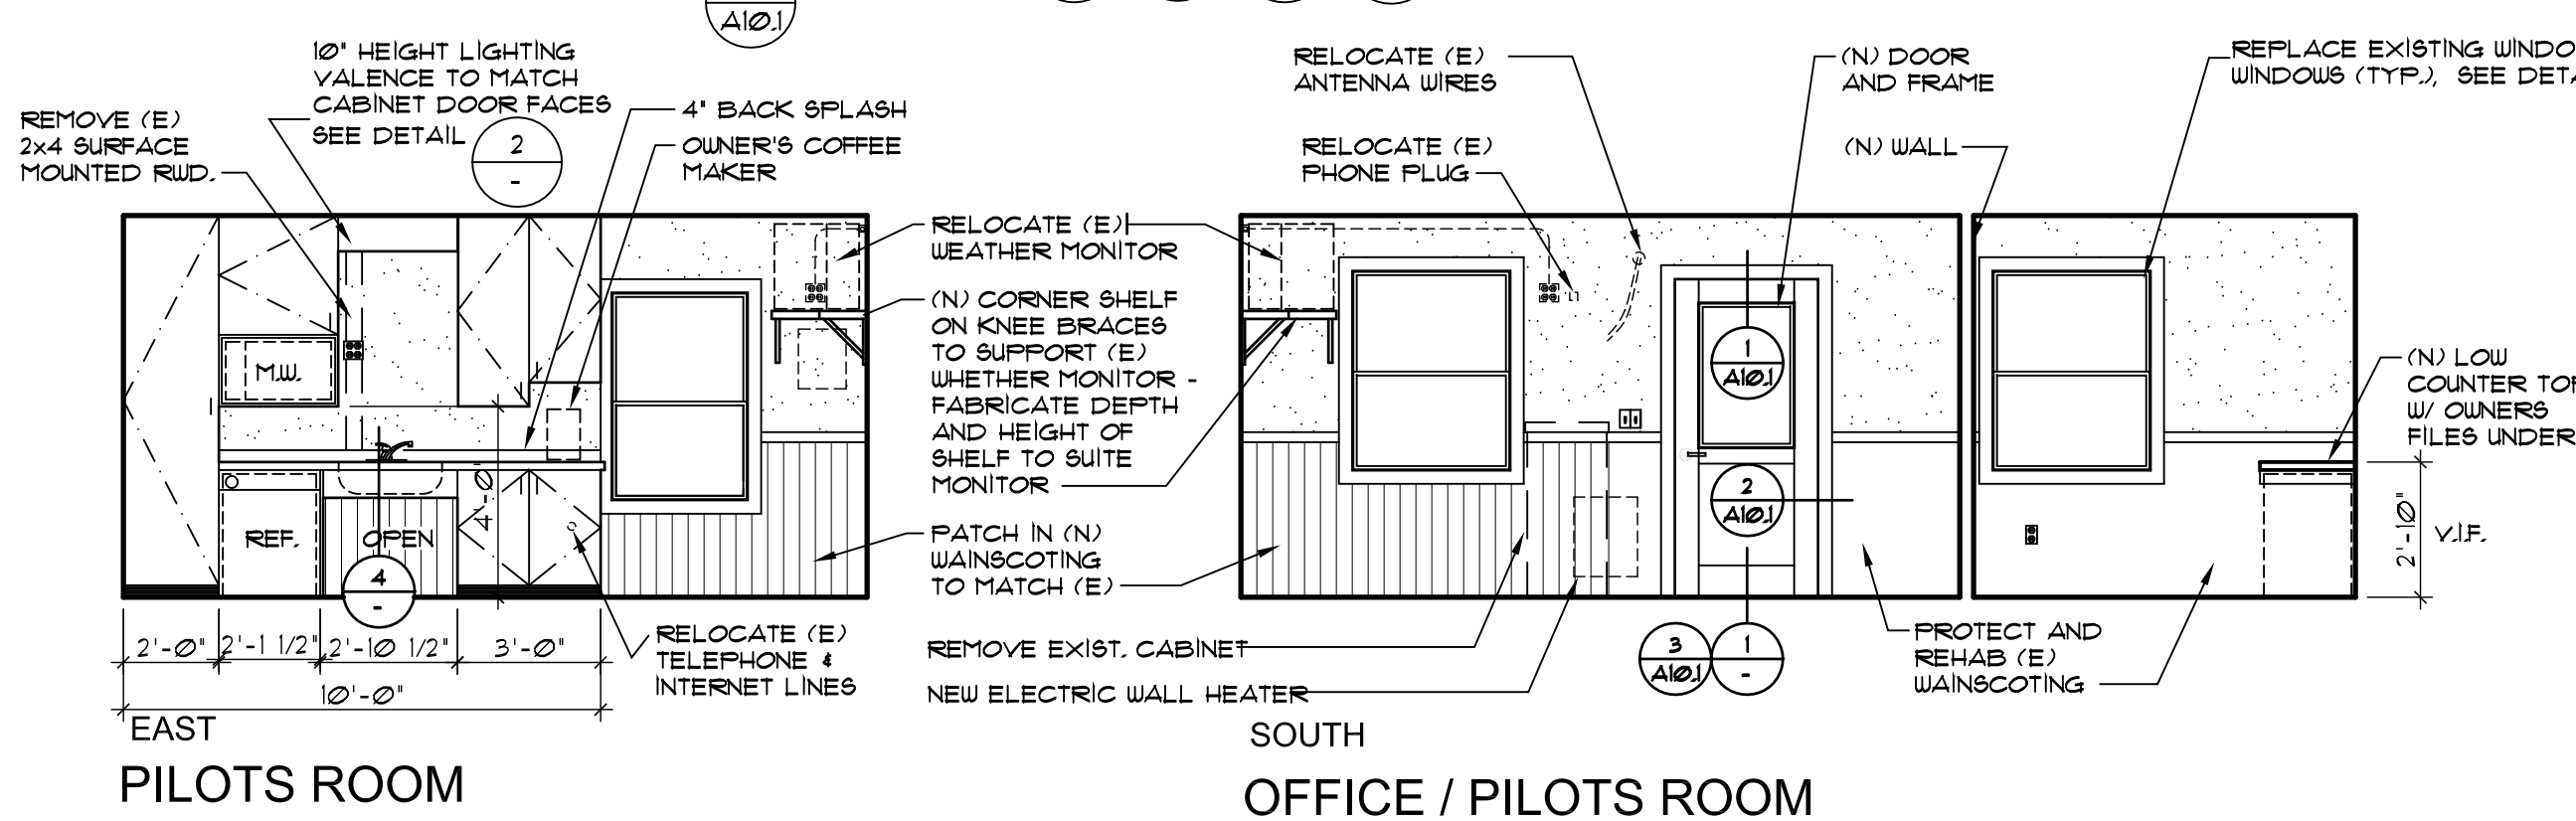 A10.1
10" HEIGHT LIGHTING
VALENCE TO MATCH
CABINET DOOR FACES
SEE DETAIL
2
-
REMOVE (E)
2x4 SURFACE
MOUNTED RWD.
4" BACK SPLASH
OWNER'S COFFEE
MAKER
RELOCATE (E)
WEATHER MONITOR
(N) CORNER SHELF
ON KNEE BRACES
TO SUPPORT (E)
WHETHER MONITOR -
FABRICATE DEPTH
AND HEIGHT OF
SHELF TO SUITE
MONITOR
PATCH IN (N)
WAINSCOTING
TO MATCH (E)
REMOVE EXIST. CABINET
NEW ELECTRIC WALL HEATER
M.W.
REF.
OPEN
4'-0"
4
-
2'-0"
2'-1 1/2"
2'-10 1/2"
3'-0"
10'-0"
RELOCATE (E)
TELEPHONE &
INTERNET LINES
EAST
PILOTS ROOM
RELOCATE (E)
ANTENNA WIRES
RELOCATE (E)
PHONE PLUG
(N) DOOR
AND FRAME
(N) WALL
REPLACE EXISTING WINDO
WINDOWS (TYP.), SEE DETA
1
A10.1
2
A10.1
3
A10.1
1
-
(N) LOW
COUNTER TOP
W/ OWNERS
FILES UNDER
2'-10"
V.I.F.
PROTECT AND
REHAB (E)
WAINSCOTING
SOUTH
OFFICE / PILOTS ROOM